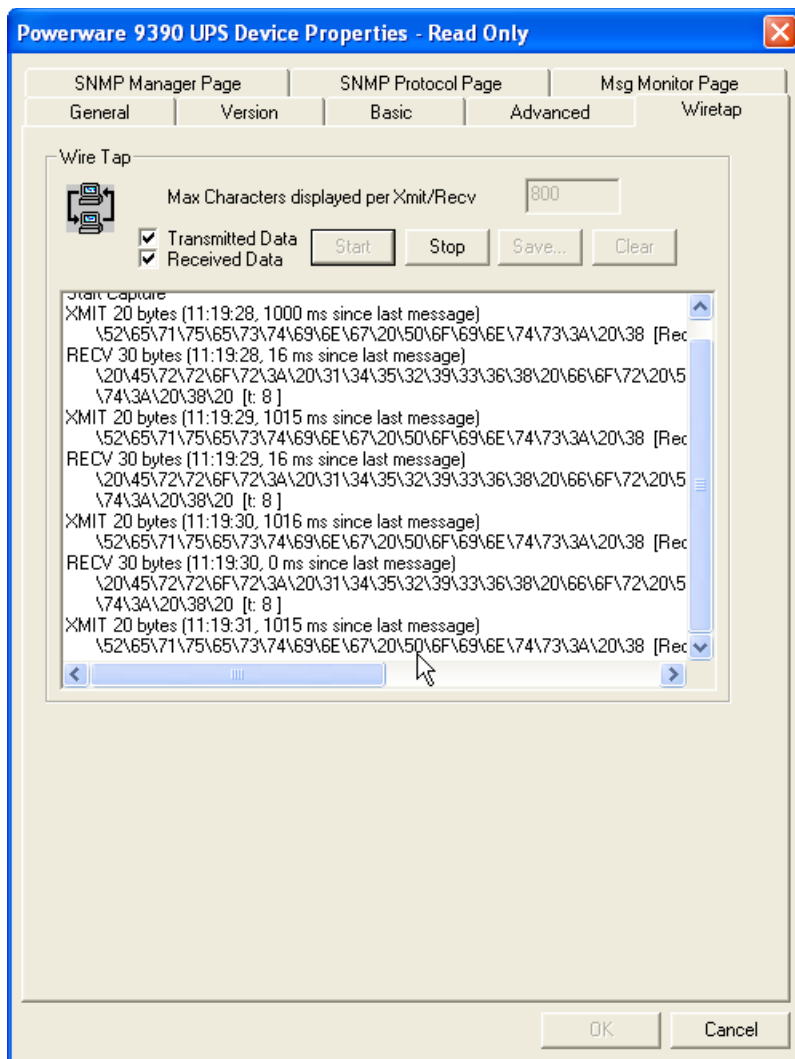 Powerware 9390 UPS Device Properties - Read Only
SNMP Manager Page
SNMP Protocol Page
Msg Monitor Page
General
Version
Basic
Advanced
Wiretap
Wire Tap
Max Characters displayed per Xmit/Recv
800
Transmitted Data
Received Data
Start
Stop
Save...
Clear
Start Capture
XMIT 20 bytes (11:19:28, 1000 ms since last message)
\52\65\71\75\65\73\74\69\6E\67\20\50\6F\69\6E\74\73\3A\20\38 [Rec
RECV 30 bytes (11:19:28, 16 ms since last message)
\20\45\72\72\6F\72\3A\20\31\34\35\32\39\33\36\38\20\66\6F\72\20\5
\74\3A\20\38\20 [t: 8 ]
XMIT 20 bytes (11:19:29, 1015 ms since last message)
\52\65\71\75\65\73\74\69\6E\67\20\50\6F\69\6E\74\73\3A\20\38 [Rec
RECV 30 bytes (11:19:29, 16 ms since last message)
\20\45\72\72\6F\72\3A\20\31\34\35\32\39\33\36\38\20\66\6F\72\20\5
\74\3A\20\38\20 [t: 8 ]
XMIT 20 bytes (11:19:30, 1016 ms since last message)
\52\65\71\75\65\73\74\69\6E\67\20\50\6F\69\6E\74\73\3A\20\38 [Rec
RECV 30 bytes (11:19:30, 0 ms since last message)
\20\45\72\72\6F\72\3A\20\31\34\35\32\39\33\36\38\20\66\6F\72\20\5
\74\3A\20\38\20 [t: 8 ]
XMIT 20 bytes (11:19:31, 1015 ms since last message)
\52\65\71\75\65\73\74\69\6E\67\20\50\6F\69\6E\74\73\3A\20\38 [Rec
OK
Cancel